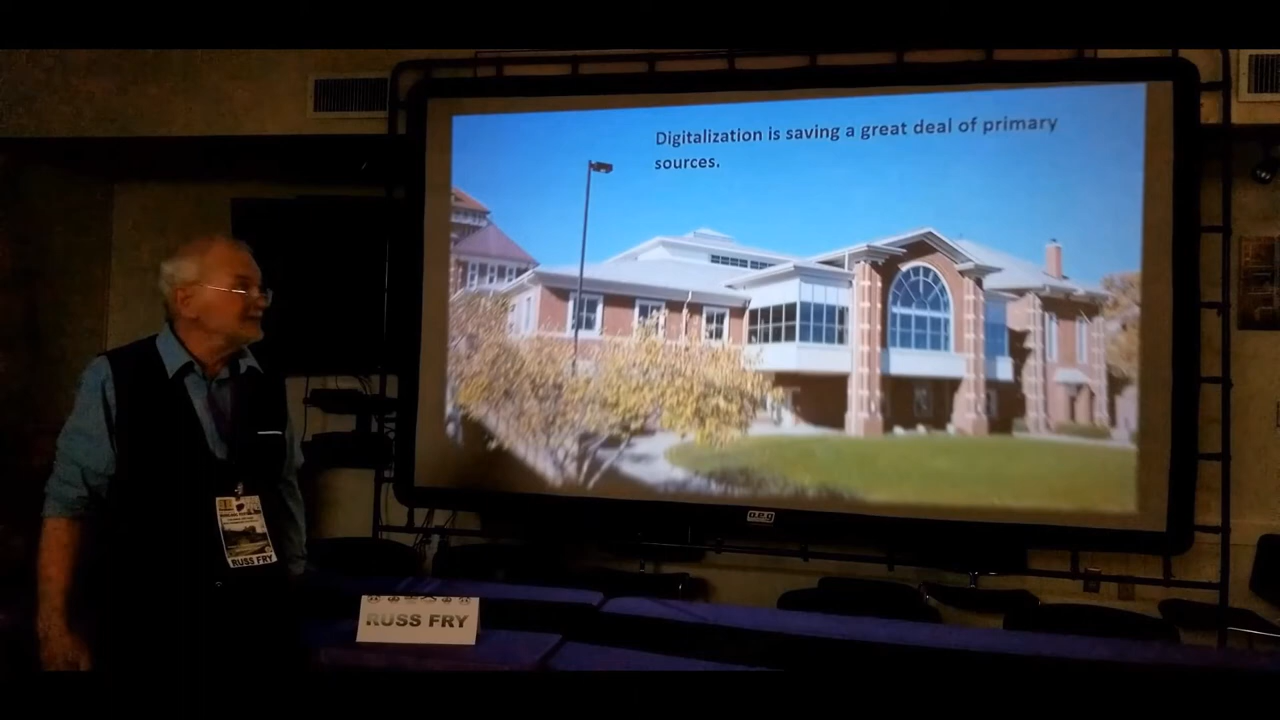 Digitalization is saving a great deal of primary
sources.
a.e.g
RUSS FRY
RUSS FRY